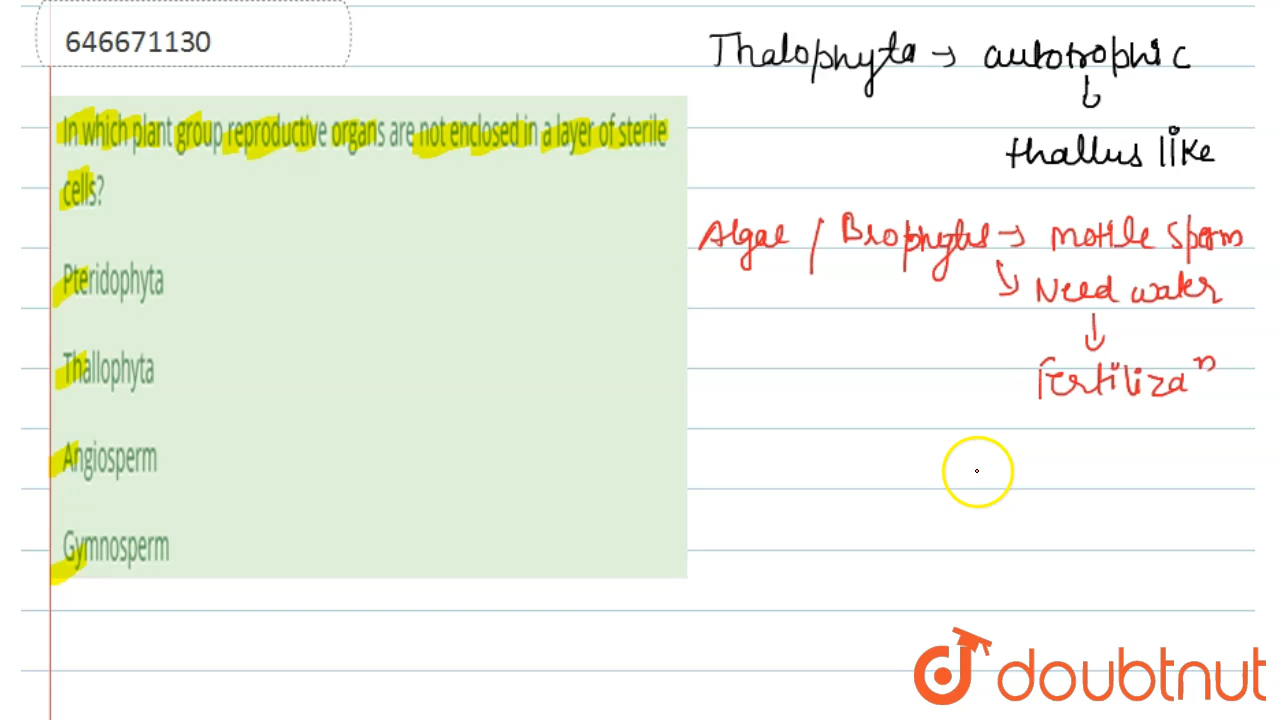 646671130
In which plant group reproductive organs are not enclosed in a layer of sterile
cells?
Pteridophyta
Thallophyta
Angiosperm
Gymnosperm
Thalophyta → autotrophic
thallus like
Algae / Brophytes → Motile Sperm
Need water
Fertilizaⁿ
doubtnut